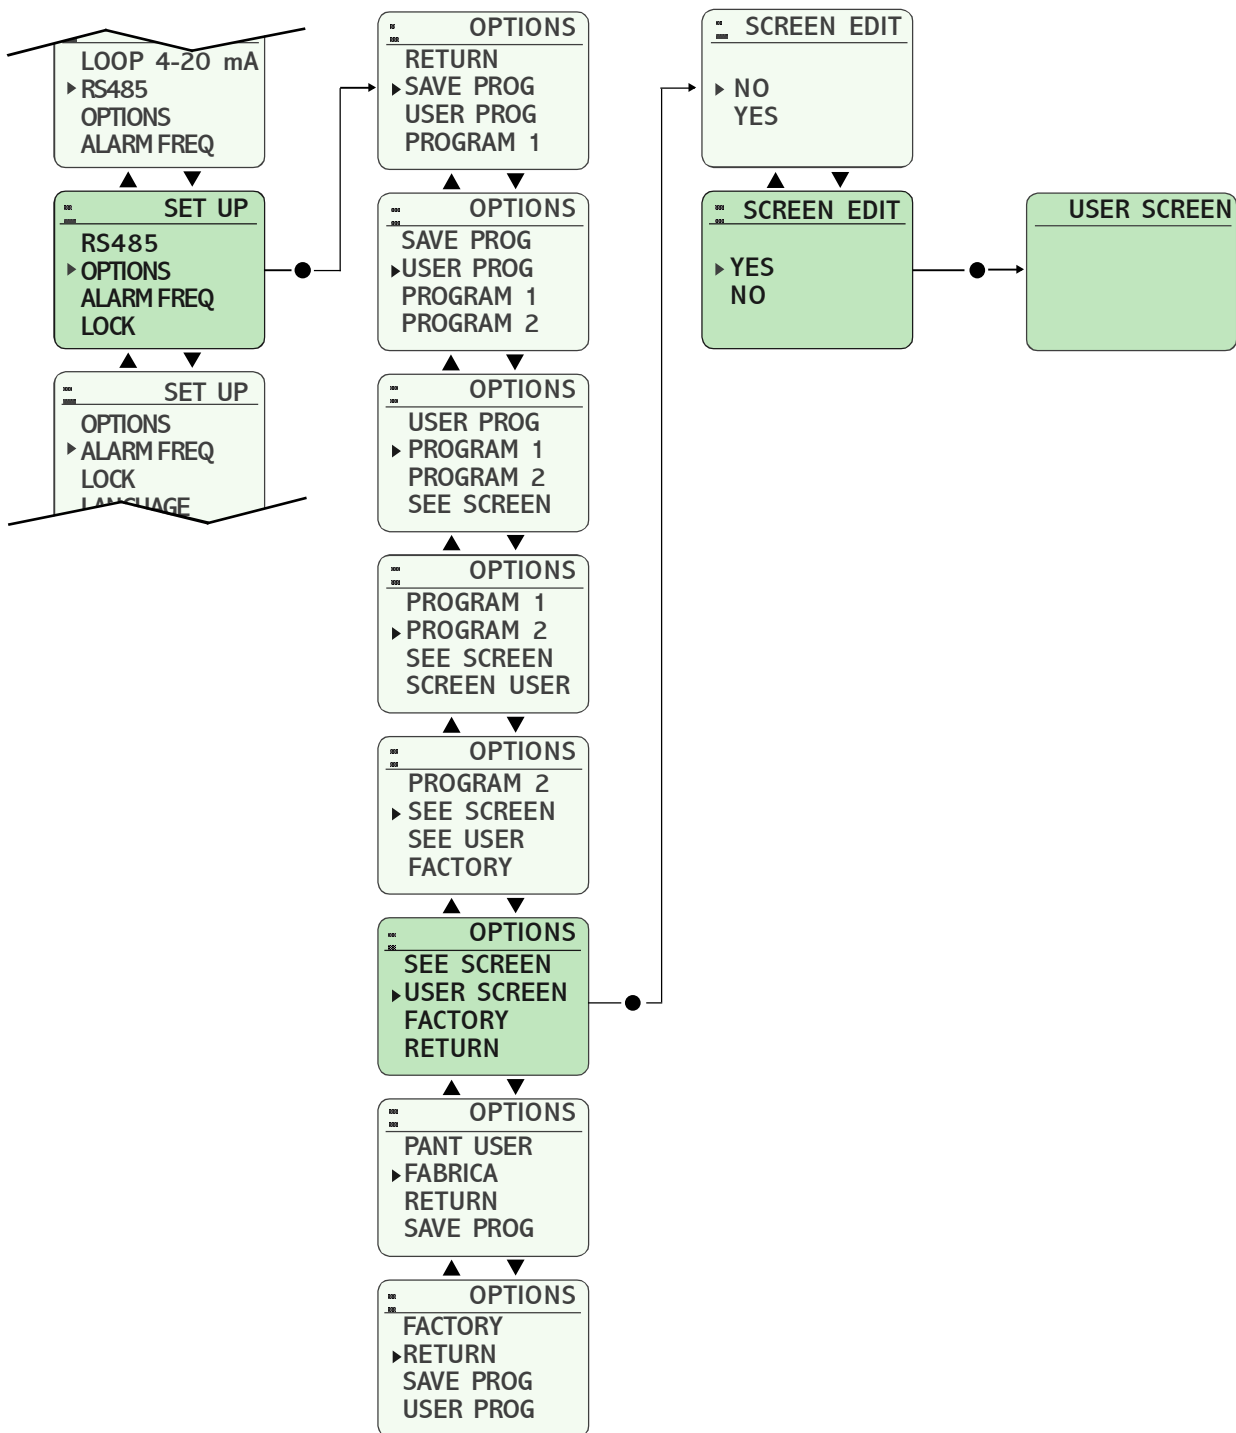 LOOP 4-20 mA
RS485
OPTIONS
ALARM FREQ
SET UP
RS485
OPTIONS
ALARM FREQ
LOCK
SET UP
OPTIONS
ALARM FREQ
LOCK
LANGUAGE
OPTIONS
RETURN
SAVE PROG
USER PROG
PROGRAM 1
OPTIONS
SAVE PROG
USER PROG
PROGRAM 1
PROGRAM 2
OPTIONS
USER PROG
PROGRAM 1
PROGRAM 2
SEE SCREEN
OPTIONS
PROGRAM 1
PROGRAM 2
SEE SCREEN
SCREEN USER
OPTIONS
PROGRAM 2
SEE SCREEN
SEE USER
FACTORY
OPTIONS
SEE SCREEN
USER SCREEN
FACTORY
RETURN
OPTIONS
PANT USER
FABRICA
RETURN
SAVE PROG
OPTIONS
FACTORY
RETURN
SAVE PROG
USER PROG
SCREEN EDIT
NO
YES
SCREEN EDIT
YES
NO
USER SCREEN